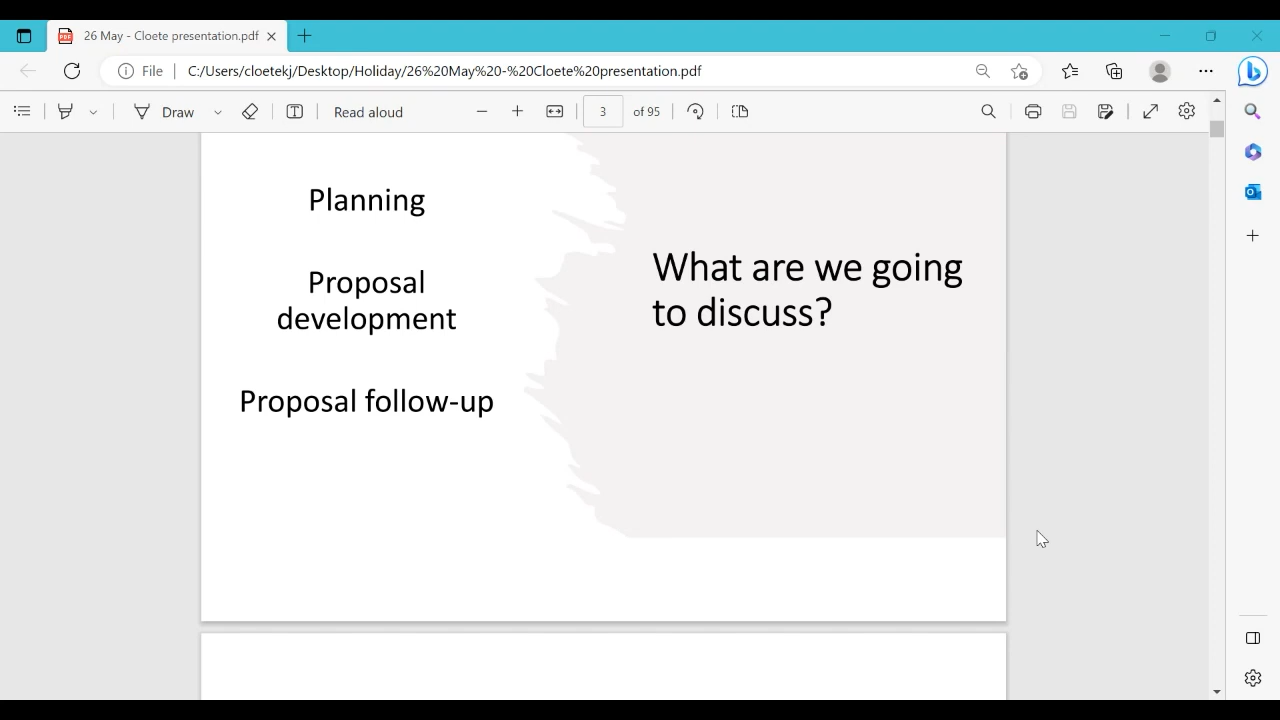 26 May - Cloete presentation.pdf
File
C:/Users/cloetekj/Desktop/Holiday/26%20May%20-%20Cloete%20presentation.pdf
Draw
Read aloud
3
of 95
Planning
Proposal
development
Proposal follow-up
What are we going
to discuss?